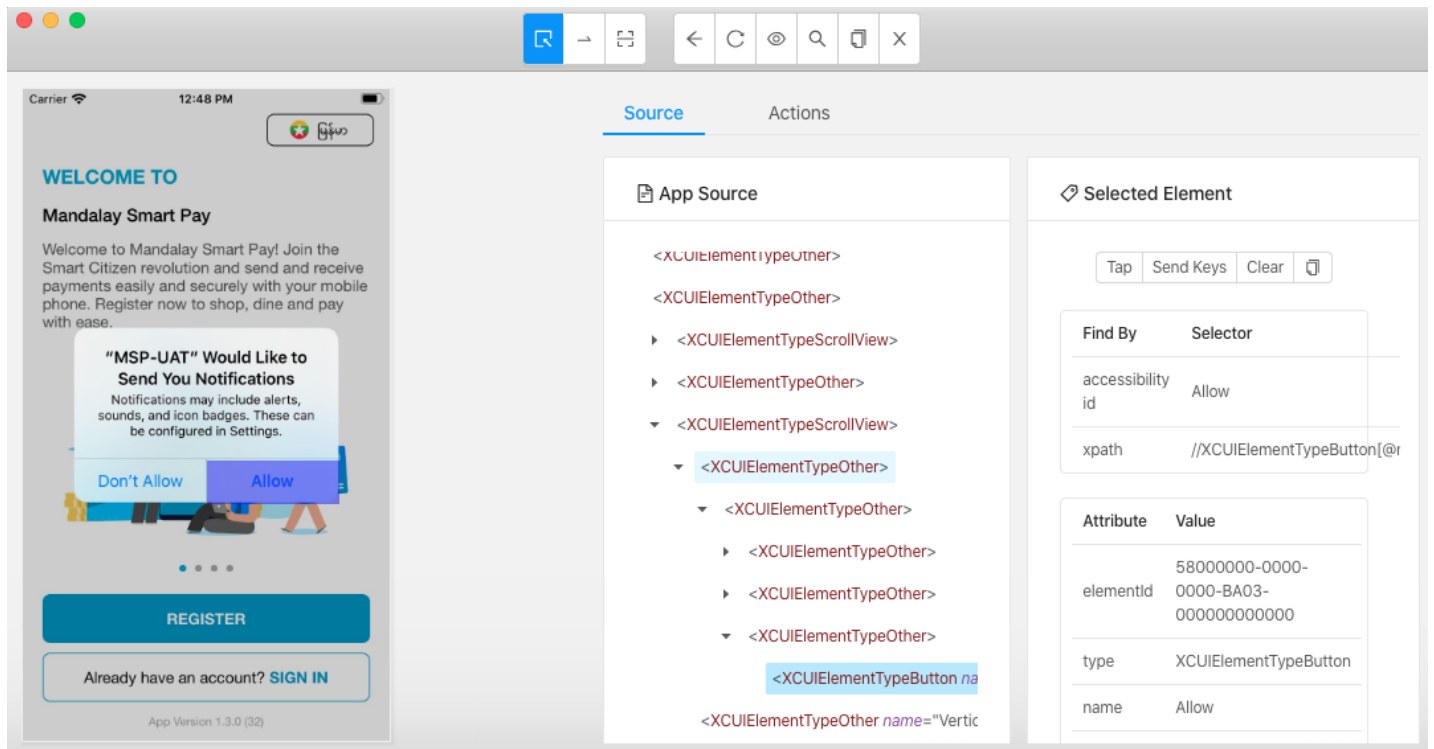 Carrier
12:48 PM
မြန်မာ
WELCOME TO
Mandalay Smart Pay
Welcome to Mandalay Smart Pay! Join the
Smart Citizen revolution and send and receive
payments easily and securely with your mobile
phone. Register now to shop, dine and pay
with ease.
“MSP-UAT” Would Like to
Send You Notifications
Notifications may include alerts,
sounds, and icon badges. These can
be configured in Settings.
Don’t Allow
Allow
REGISTER
Already have an account? SIGN IN
App Version 1.3.0 (32)
Source
Actions
App Source
<XCUIElementTypeOther>
<XCUIElementTypeOther>
<XCUIElementTypeScrollView>
<XCUIElementTypeOther>
<XCUIElementTypeScrollView>
<XCUIElementTypeOther>
<XCUIElementTypeOther>
<XCUIElementTypeOther>
<XCUIElementTypeOther>
<XCUIElementTypeOther>
<XCUIElementTypeButton na
<XCUIElementTypeOther name="Vertic
Selected Element
Tap
Send Keys
Clear
Find By
Selector
accessibility
id
Allow
xpath
//XCUIElementTypeButton[@r
Attribute
Value
elementId
58000000-0000-
0000-BA03-
000000000000
type
XCUIElementTypeButton
name
Allow